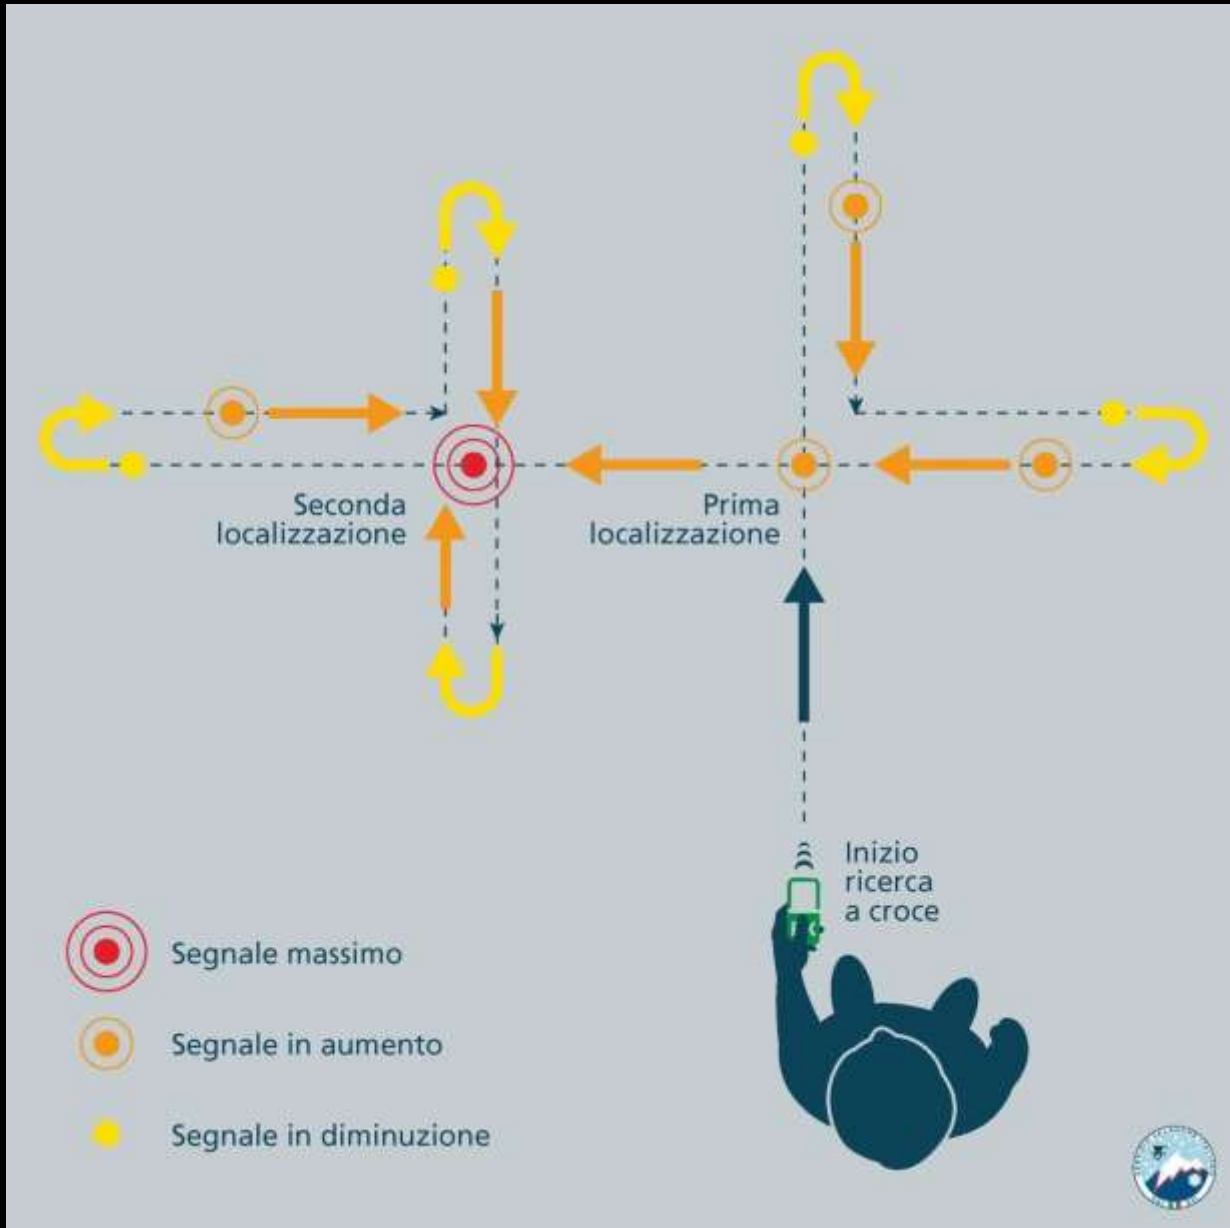 Seconda
localizzazione
Prima
localizzazione
Inizio
ricerca
a croce
Segnale massimo
Segnale in aumento
Segnale in diminuzione